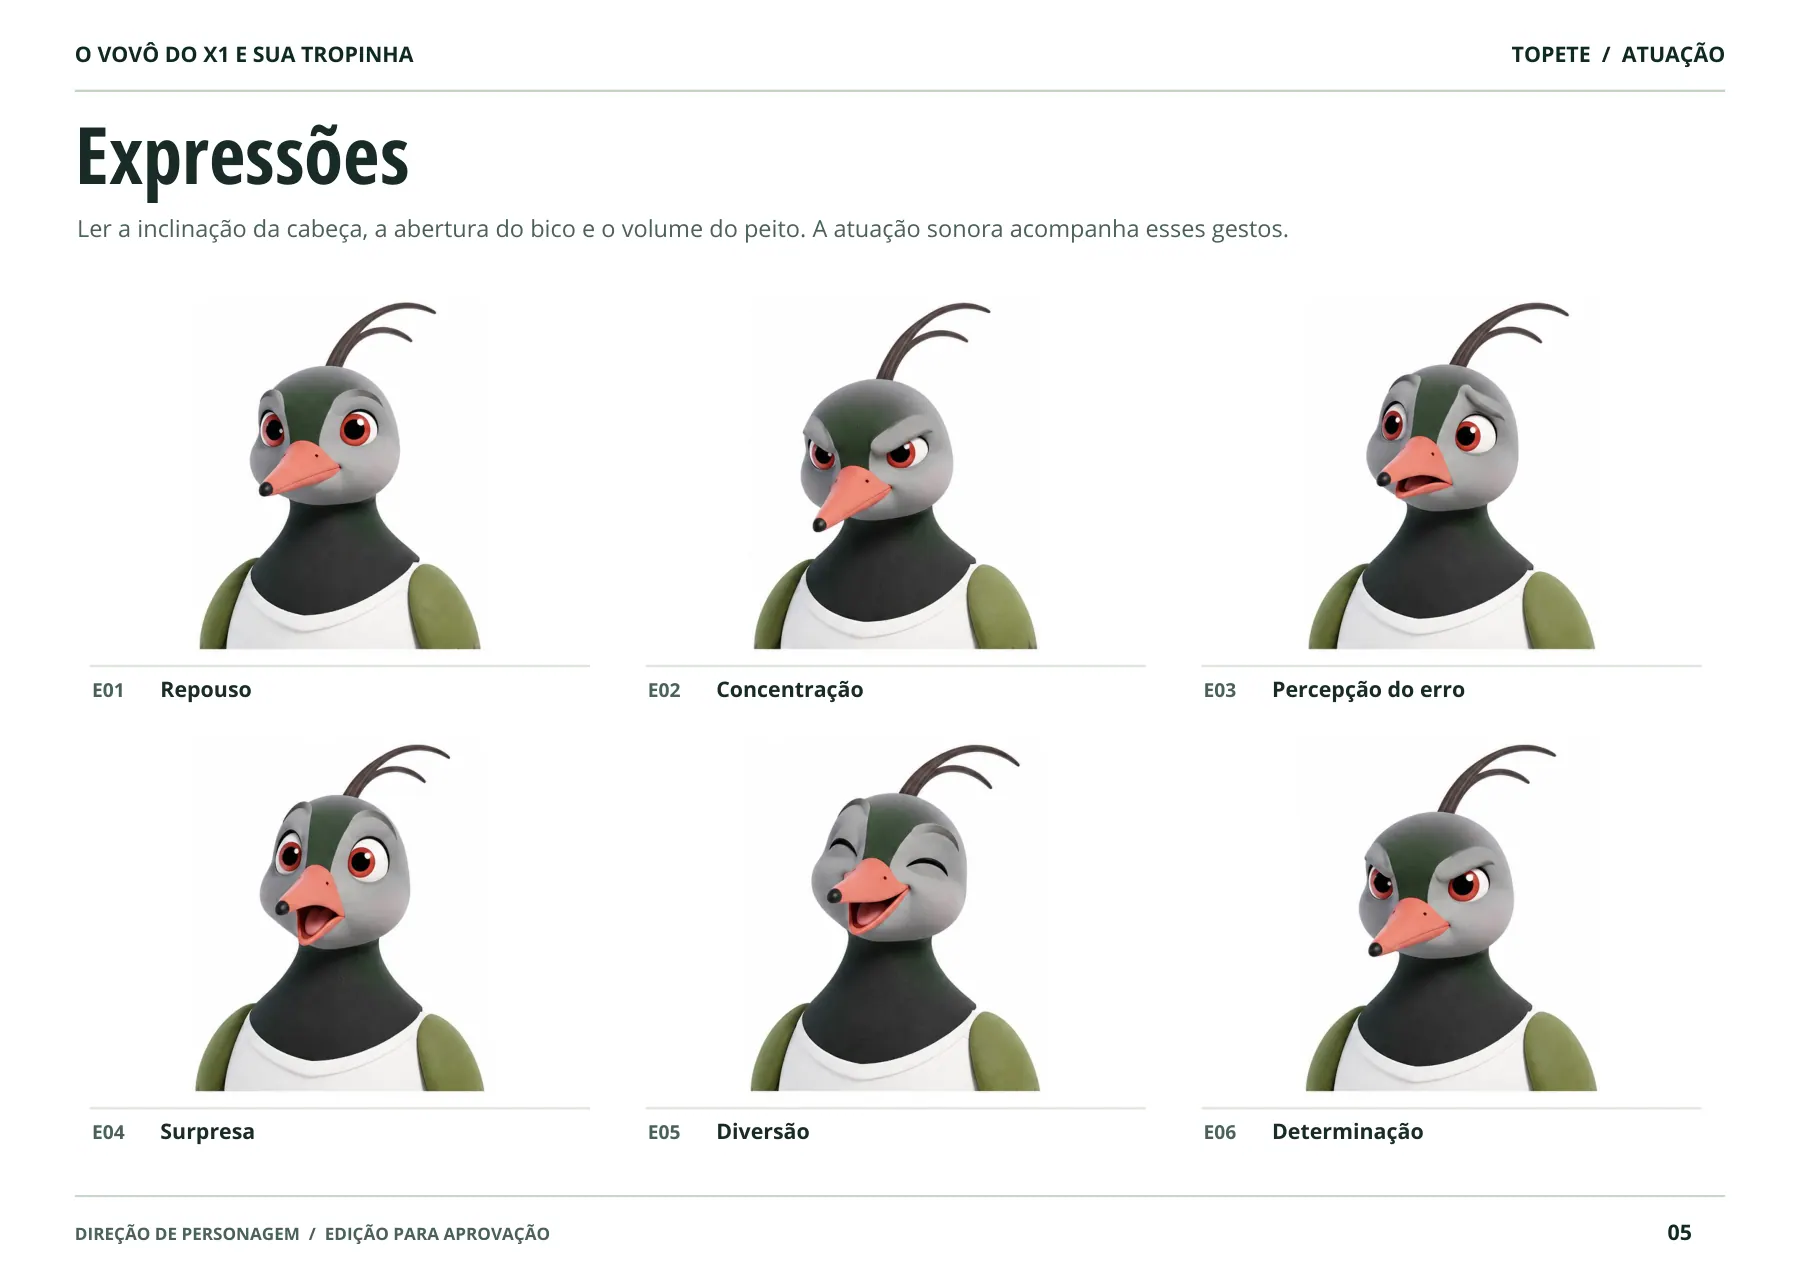 O VOVÔ DO X1 E SUA TROPINHA
TOPETE / ATUAÇÃO
Expressões
Ler a inclinação da cabeça, a abertura do bico e o volume do peito. A atuação sonora acompanha esses gestos.
E01 Repouso
E02 Concentração
E03 Percepção do erro
E04 Surpresa
E05 Diversão
E06 Determinação
DIREÇÃO DE PERSONAGEM / EDIÇÃO PARA APROVAÇÃO
05